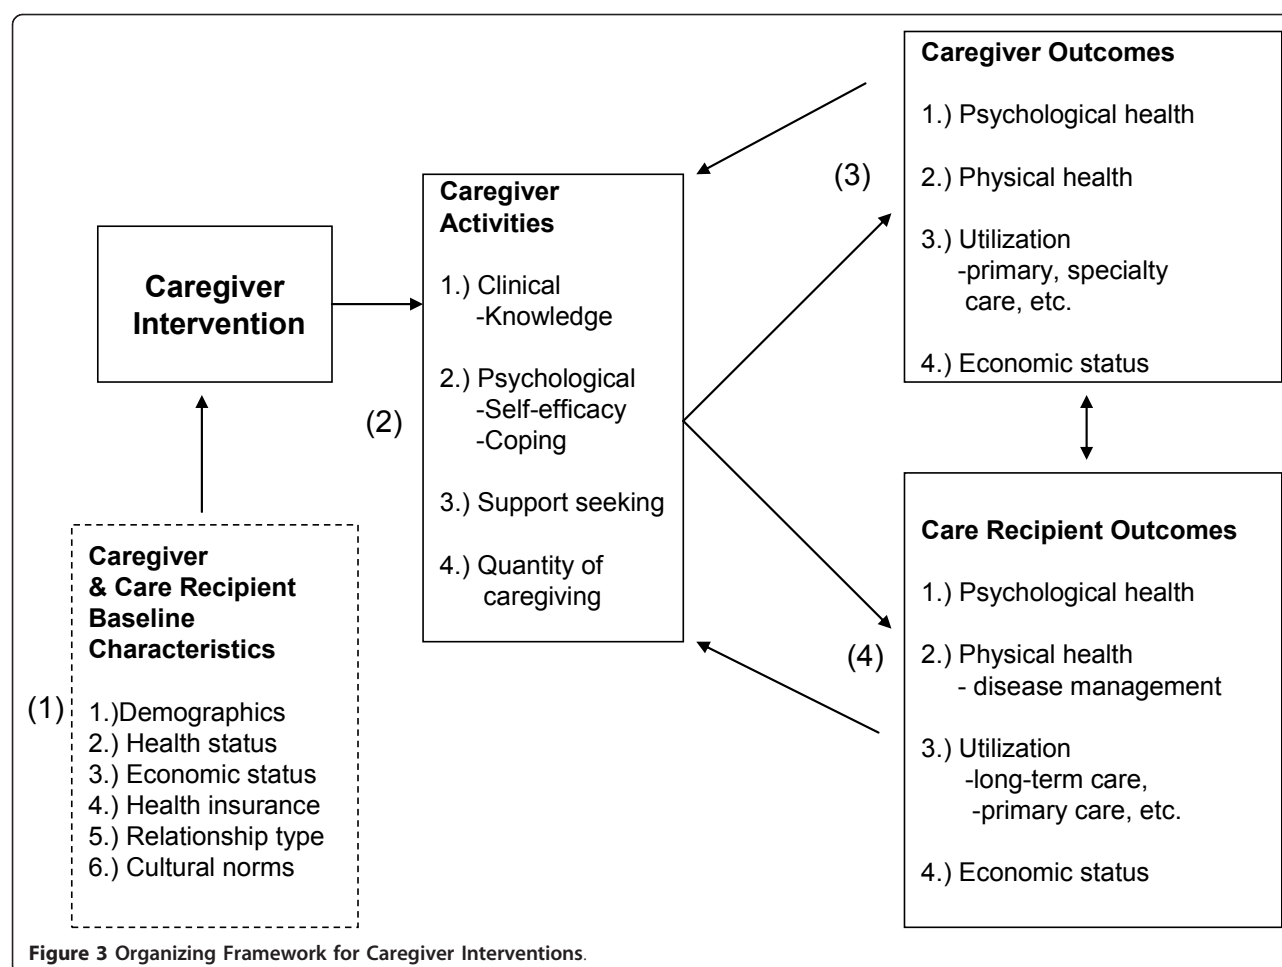 Caregiver
Intervention
(1)
Caregiver
& Care Recipient
Baseline
Characteristics
1.)Demographics
2.) Health status
3.) Economic status
4.) Health insurance
5.) Relationship type
6.) Cultural norms
(2)
Caregiver
Activities
1.) Clinical
-Knowledge
2.) Psychological
-Self-efficacy
-Coping
3.) Support seeking
4.) Quantity of
caregiving
(3)
Caregiver Outcomes
1.) Psychological health
2.) Physical health
3.) Utilization
-primary, specialty
care, etc.
4.) Economic status
(4)
Care Recipient Outcomes
1.) Psychological health
2.) Physical health
- disease management
3.) Utilization
-long-term care,
-primary care, etc.
4.) Economic status
Figure 3 Organizing Framework for Caregiver Interventions.